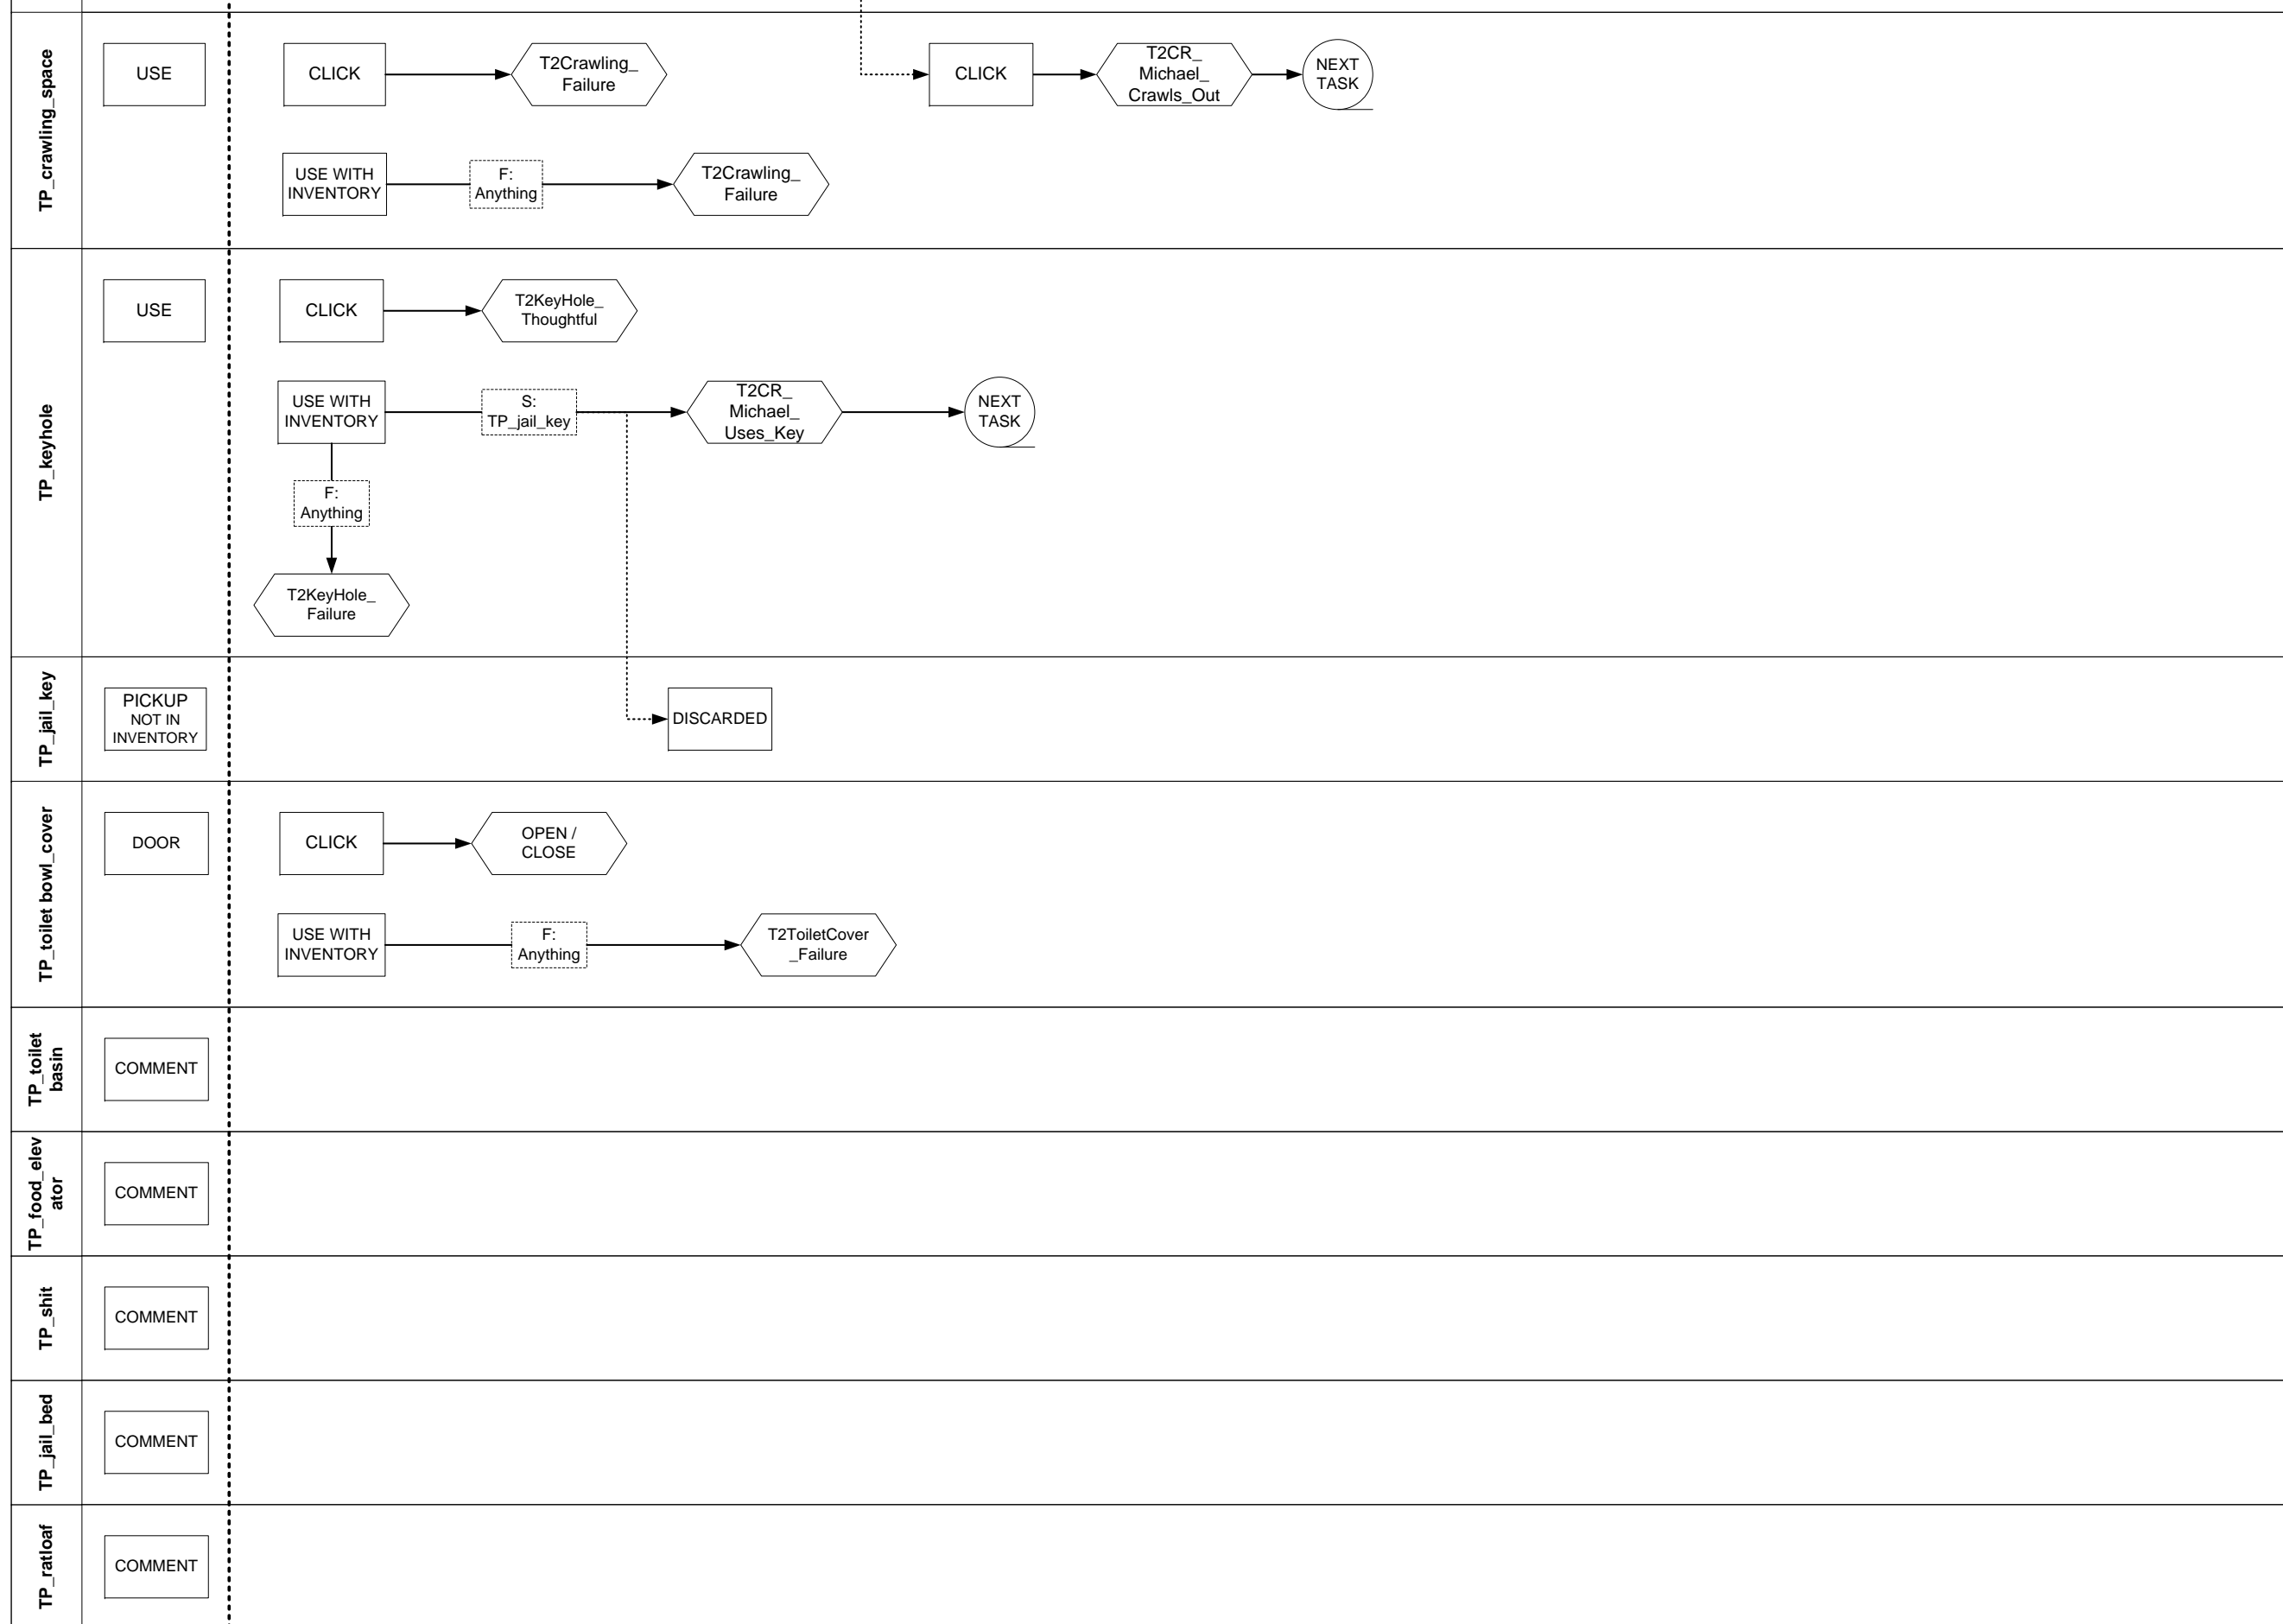 TP_crawling_space
USE
CLICK
T2Crawling_
Failure
CLICK
T2CR_
Michael_
Crawls_Out
NEXT
TASK
USE WITH
INVENTORY
F:
Anything
T2Crawling_
Failure
TP_keyhole
USE
CLICK
T2KeyHole_
Thoughtful
USE WITH
INVENTORY
S:
TP_jail_key
T2CR_
Michael_
Uses_Key
NEXT
TASK
F:
Anything
T2KeyHole_
Failure
TP_jail_key
PICKUP
NOT IN
INVENTORY
DISCARDED
TP_toilet bowl_cover
DOOR
CLICK
OPEN /
CLOSE
USE WITH
INVENTORY
F:
Anything
T2ToiletCover
_Failure
TP_toilet
basin
COMMENT
TP_food_elev
ator
COMMENT
TP_shit
COMMENT
TP_jail_bed
COMMENT
TP_ratloaf
COMMENT